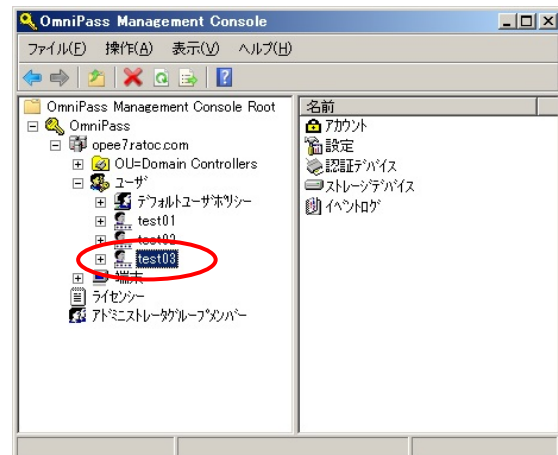 OmniPass Management Console
ファイル(F) 操作(A) 表示(V) ヘルプ(H)
OmniPass Management Console Root
OmniPass
opee7.ratoc.com
OU=Domain Controllers
ユーザ
デフォルトユーザポリシー
test01
test02
test03
端末
ライセンシー
アドミニストレータグループメンバー
名前
アカウント
設定
認証デバイス
ストレージデバイス
イベントログ